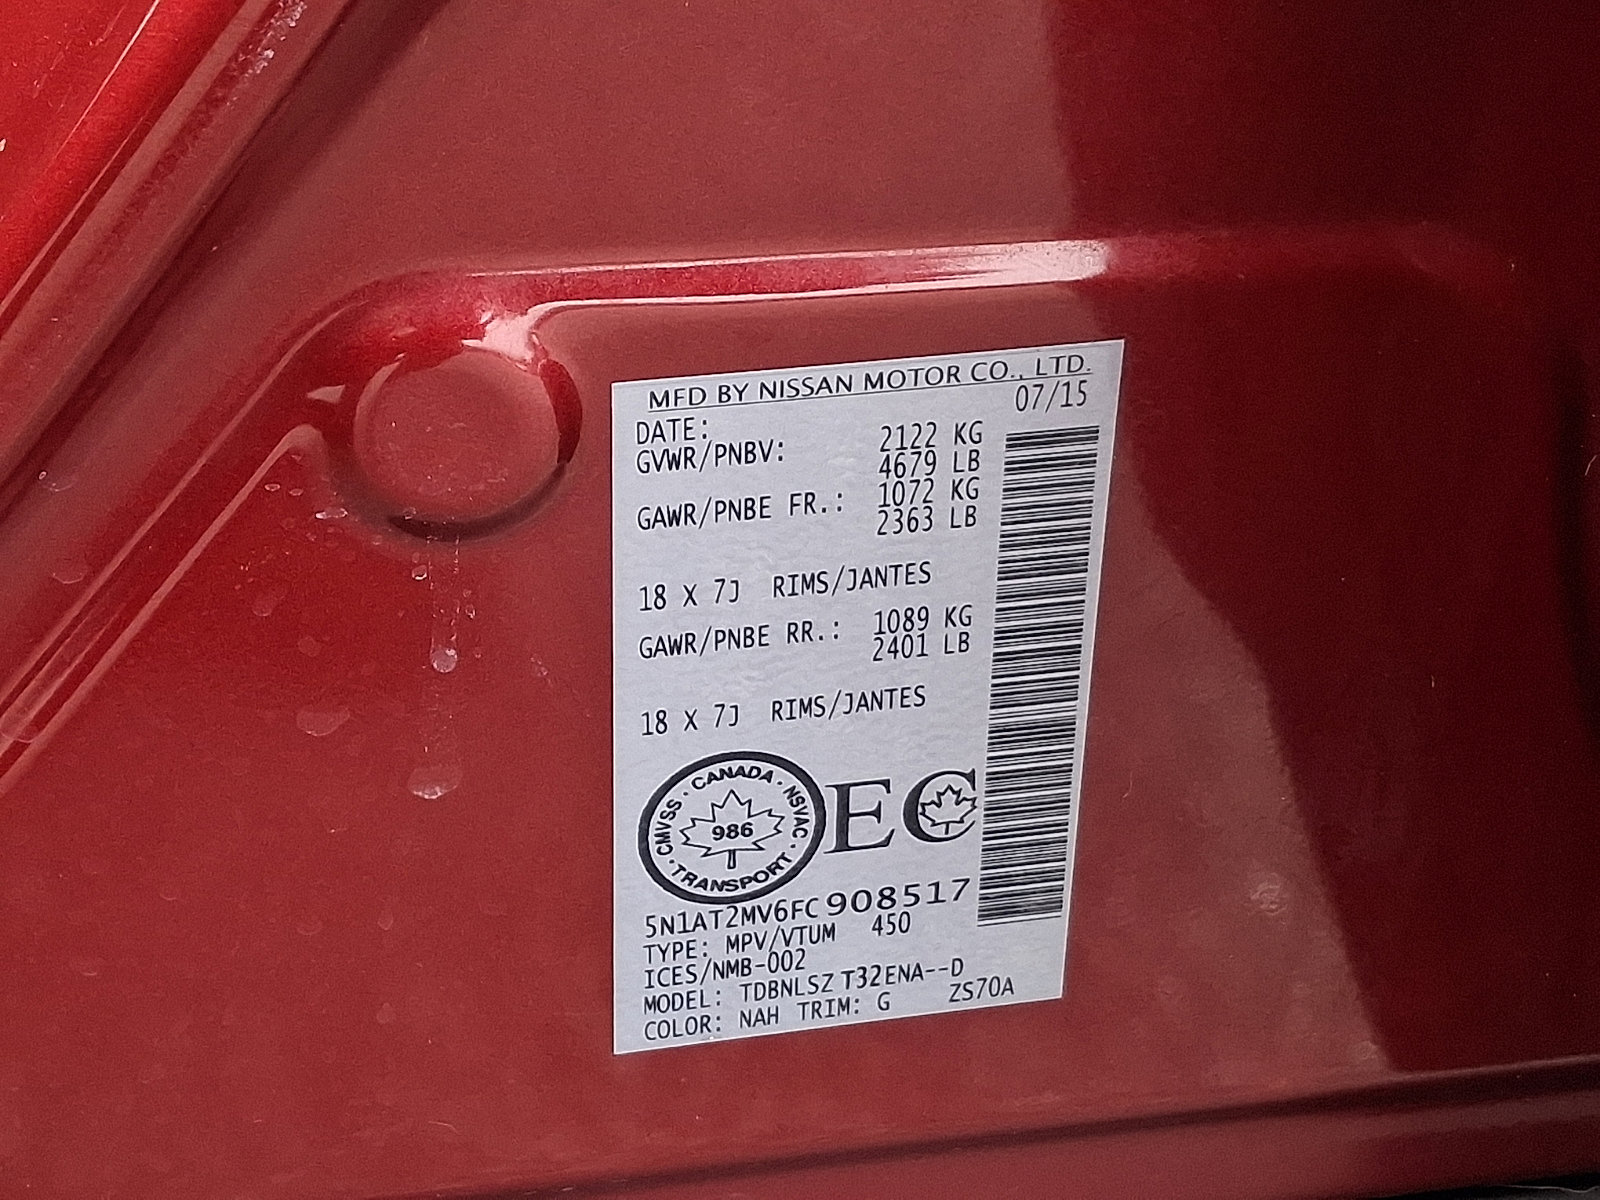 MFD BY NISSAN MOTOR CO., LTD.
DATE: 07/15
GVWR/PNBV: 2122 KG
4679 LB
GAWR/PNBE FR.: 1072 KG
2363 LB
18 X 7J RIMS/JANTES
GAWR/PNBE RR.: 1089 KG
2401 LB
18 X 7J RIMS/JANTES
CMVSS · CANADA · NSVAC · TRANSPORT ·
986
EC
5N1AT2MV6FC908517
TYPE: MPV/VTUM 450
ICES/NMB-002
MODEL: TDBNLSZ T32ENA--D
COLOR: NAH TRIM: G ZS70A